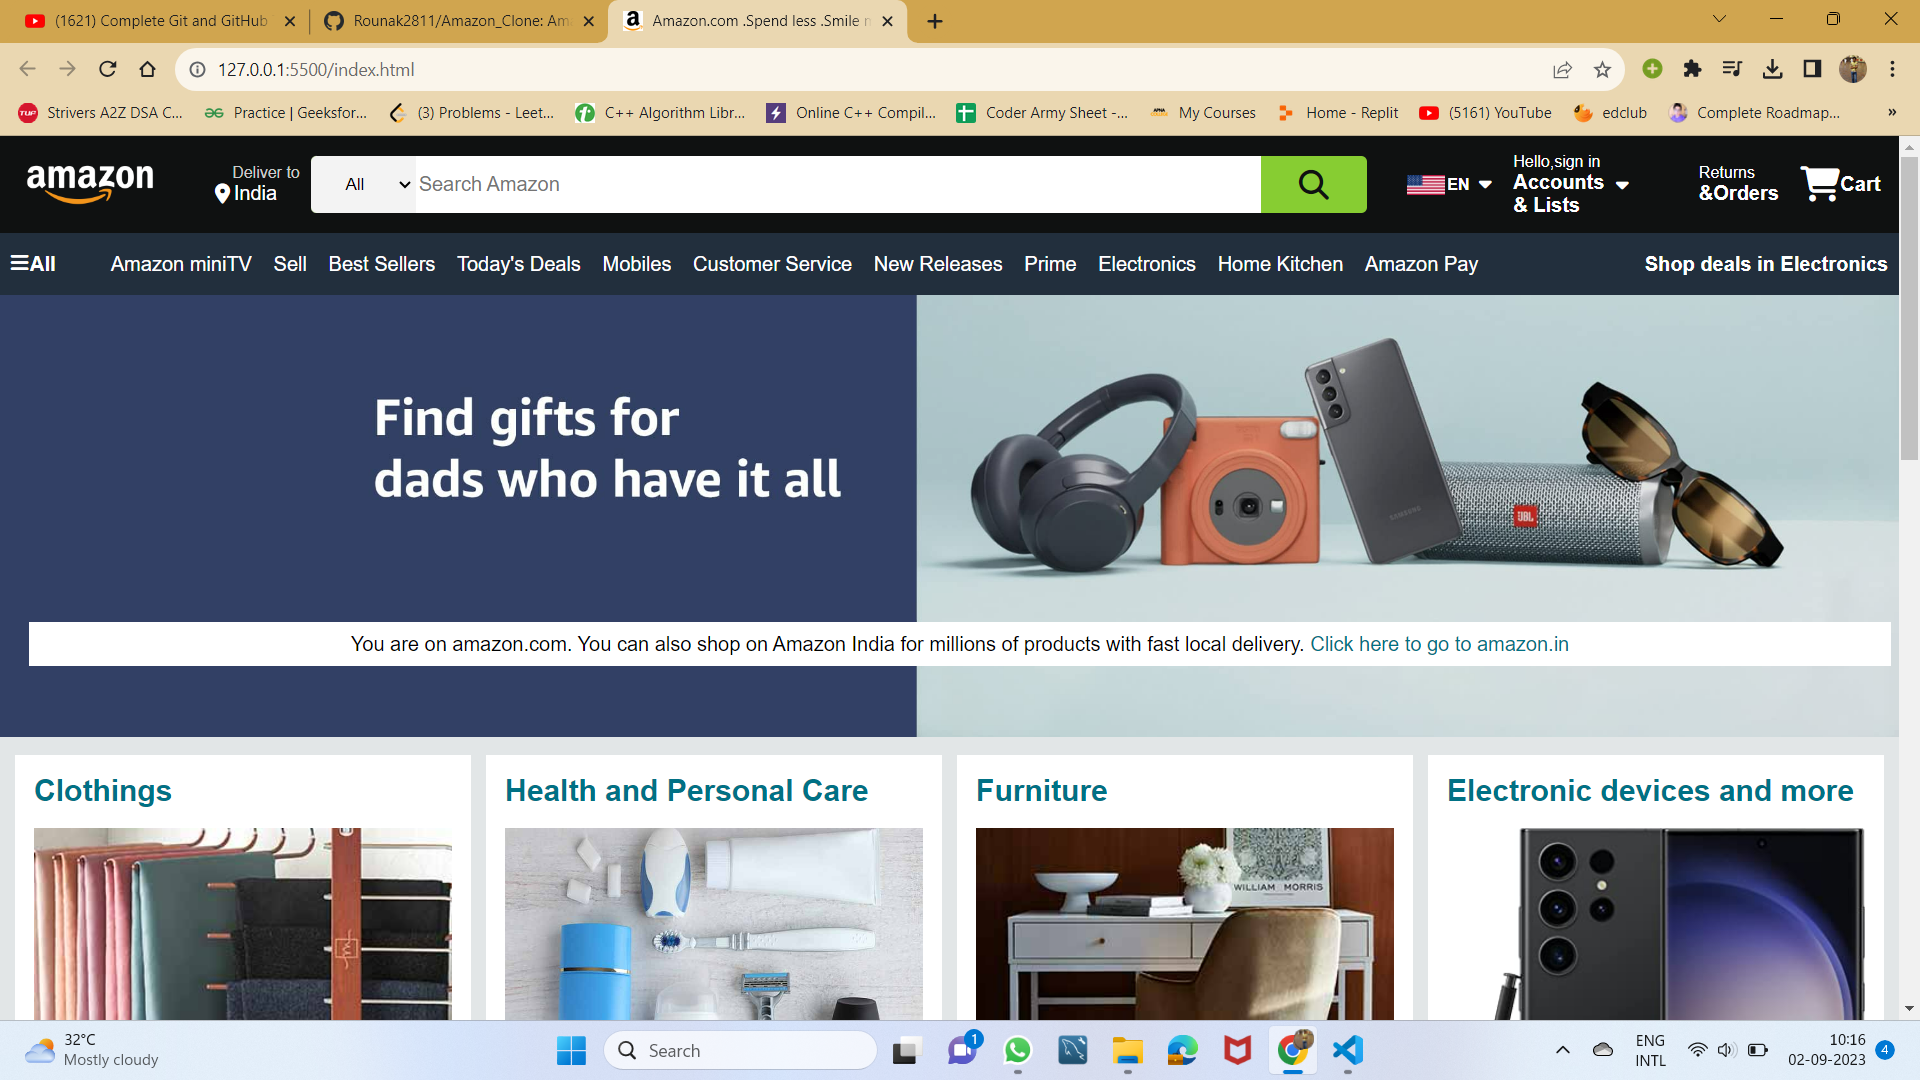 (1621) Complete Git and GitHub
Rounak2811/Amazon_Clone: Am
Amazon.com .Spend less .Smile
127.0.0.1:5500/index.html
Strivers A2Z DSA C...
Practice | Geeksfor...
(3) Problems - Leet...
C++ Algorithm Libr...
Online C++ Compil...
Coder Army Sheet -...
My Courses
Home - Replit
(5161) YouTube
edclub
Complete Roadmap...
»
amazon
Deliver to
India
All
Search Amazon
EN
Hello,sign in
Accounts
& Lists
Returns
&Orders
Cart
All
Amazon miniTV
Sell
Best Sellers
Today's Deals
Mobiles
Customer Service
New Releases
Prime
Electronics
Home Kitchen
Amazon Pay
Shop deals in Electronics
Find gifts for
dads who have it all
SAMSUNG
JBL
You are on amazon.com. You can also shop on Amazon India for millions of products with fast local delivery. Click here to go to amazon.in
Clothings
Health and Personal Care
Furniture
Electronic devices and more
WILLIAM MORRIS
32°C
Mostly cloudy
Search
1
ENG
INTL
10:16
02-09-2023
4